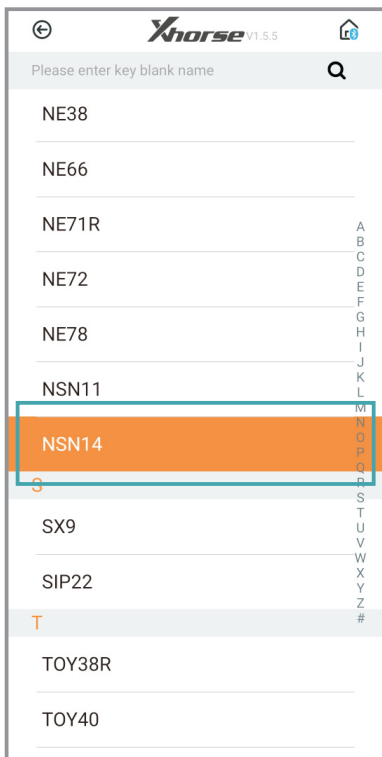 Xhorse V1.5.5
Please enter key blank name
NE38
NE66
NE71R
NE72
NE78
NSN11
NSN14
S
SX9
SIP22
T
TOY38R
TOY40
A
B
C
D
E
F
G
H
I
J
K
L
M
N
O
P
Q
R
S
T
U
V
W
X
Y
Z
#